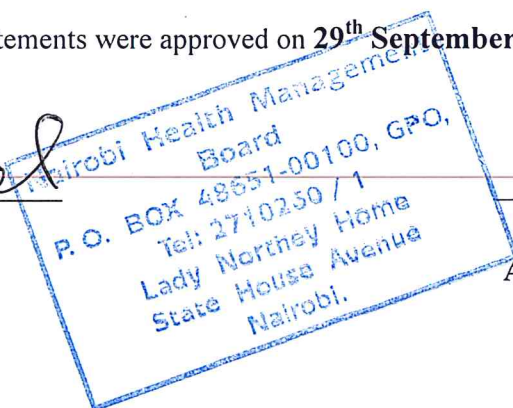 tements were approved on 29th September
Nairobi Health Management
Board
P. O. BOX 48651-00100, GPO,
Tel: 2710250 / 1
Lady Northey Home
State House Avenue
Nairobi.
A